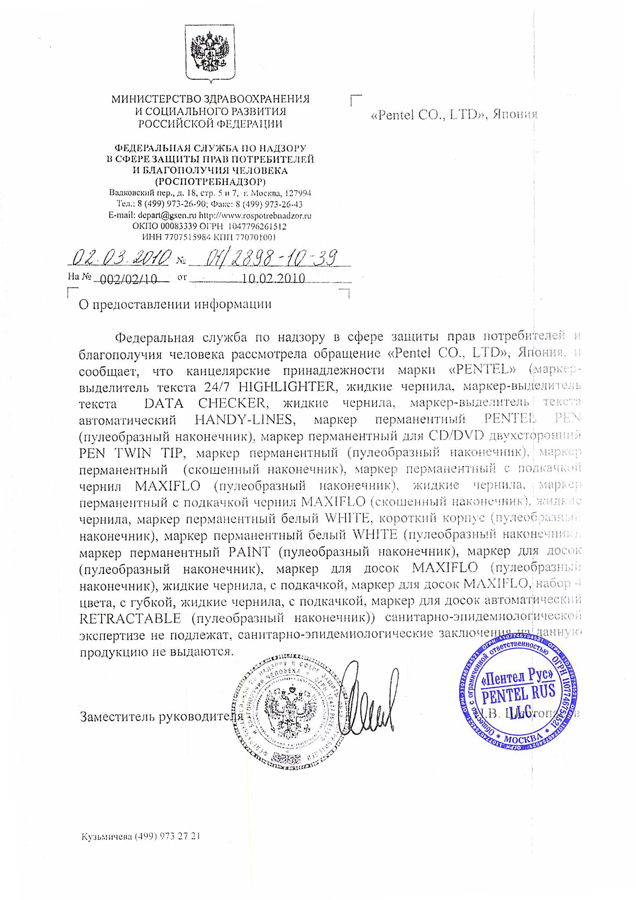 МИНИСТЕРСТВО ЗДРАВООХРАНЕНИЯ
И СОЦИАЛЬНОГО РАЗВИТИЯ
РОССИЙСКОЙ ФЕДЕРАЦИИ
ФЕДЕРАЛЬНАЯ СЛУЖБА ПО НАДЗОРУ
В СФЕРЕ ЗАЩИТЫ ПРАВ ПОТРЕБИТЕЛЕЙ
И БЛАГОПОЛУЧИЯ ЧЕЛОВЕКА
(РОСПОТРЕБНАДЗОР)
Вадковский пер., д. 18, стр. 5 и 7, г. Москва, 127994
Тел.: 8 (499) 973-26-90; Факс: 8 (499) 973-26-43
E-mail: depart@gsen.ru http://www.rospotrebnadzor.ru
ОКПО 00083339 ОГРН 1047796261512
ИНН 7707515984 КПП 770701001
02.03.2010 № 01/2898-10-39
На № 002/02/10 от 10.02.2010
«Pentel CO., LTD», Япония
О предоставлении информации
Федеральная служба по надзору в сфере защиты прав потребителей и
благополучия человека рассмотрела обращение «Pentel CO., LTD», Япония, и
сообщает, что канцелярские принадлежности марки «PENTEL» (маркер-
выделитель текста 24/7 HIGHLIGHTER, жидкие чернила, маркер-выделитель
текста DATA CHECKER, жидкие чернила, маркер-выделитель текста
автоматический HANDY-LINES, маркер перманентный PENTEL PEN
(пулеобразный наконечник), маркер перманентный для CD/DVD двухсторонний
PEN TWIN TIP, маркер перманентный (пулеобразный наконечник), маркер
перманентный (скошенный наконечник), маркер перманентный с подкачкой
чернил MAXIFLO (пулеобразный наконечник), жидкие чернила, маркер
перманентный с подкачкой чернил MAXIFLO (скошенный наконечник), жидкие
чернила, маркер перманентный белый WHITE, короткий корпус (пулеобразный
наконечник), маркер перманентный белый WHITE (пулеобразный наконечник),
маркер перманентный PAINT (пулеобразный наконечник), маркер для досок
(пулеобразный наконечник), маркер для досок MAXIFLO (пулеобразный
наконечник), жидкие чернила, с подкачкой, маркер для досок MAXIFLO, набор 4
цвета, с губкой, жидкие чернила, с подкачкой, маркер для досок автоматический
RETRACTABLE (пулеобразный наконечник)) санитарно-эпидемиологической
экспертизе не подлежат, санитарно-эпидемиологические заключения на данную
продукцию не выдаются.
Заместитель руководителя
Общество с ограниченной ответственностью
«Пентел Рус»
PENTEL RUS
LLC.
* МОСКВА *
Кузьмичева (499) 973 27 21